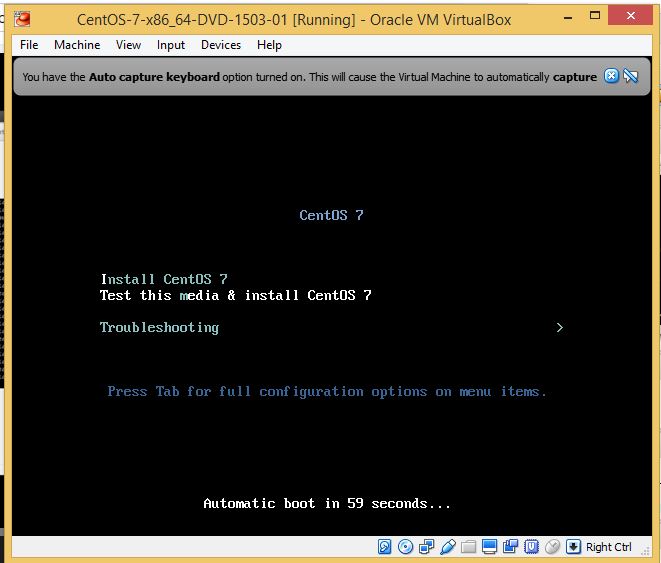 CentOS-7-x86_64-DVD-1503-01 [Running] - Oracle VM VirtualBox
File Machine View Input Devices Help
You have the Auto capture keyboard option turned on. This will cause the Virtual Machine to automatically capture
CentOS 7
Install CentOS 7
Test this media & install CentOS 7
Troubleshooting >
Press Tab for full configuration options on menu items.
Automatic boot in 59 seconds...
Right Ctrl